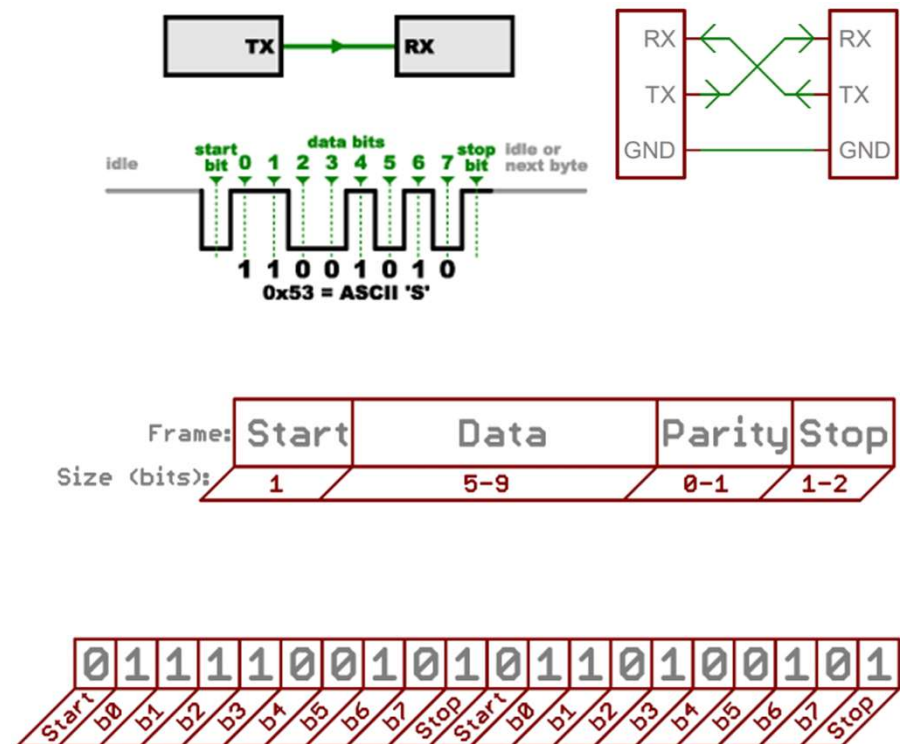 TX RX
RX RX
TX TX
GND GND
idle
start bit
data bits
0 1 2 3 4 5 6 7
stop bit
idle or
next byte
1 1 0 0 1 0 1 0
0x53 = ASCII 'S'
Frame: Start Data Parity Stop
Size (bits): 1 5-9 0-1 1-2
0 1 1 1 1 0 0 1 0 1 0 1 1 0 1 0 0 1 0 1
Start b0 b1 b2 b3 b4 b5 b6 b7 Stop Start b0 b1 b2 b3 b4 b5 b6 b7 Stop